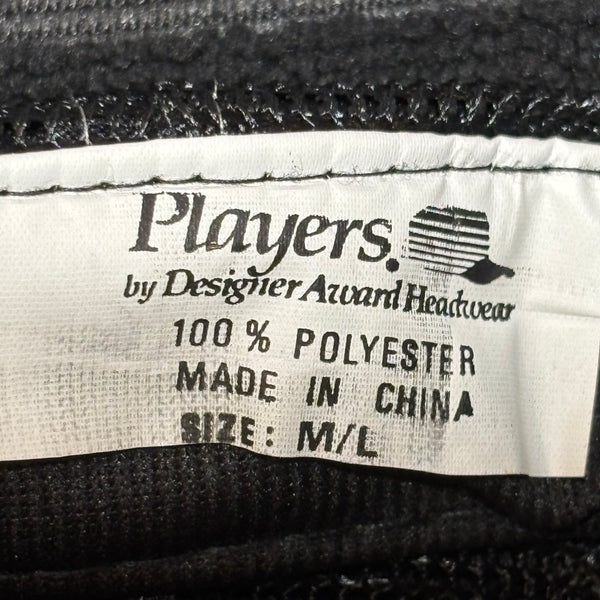 Players.
by Designer Award Headwear
100% POLYESTER
MADE IN CHINA
SIZE: M/L